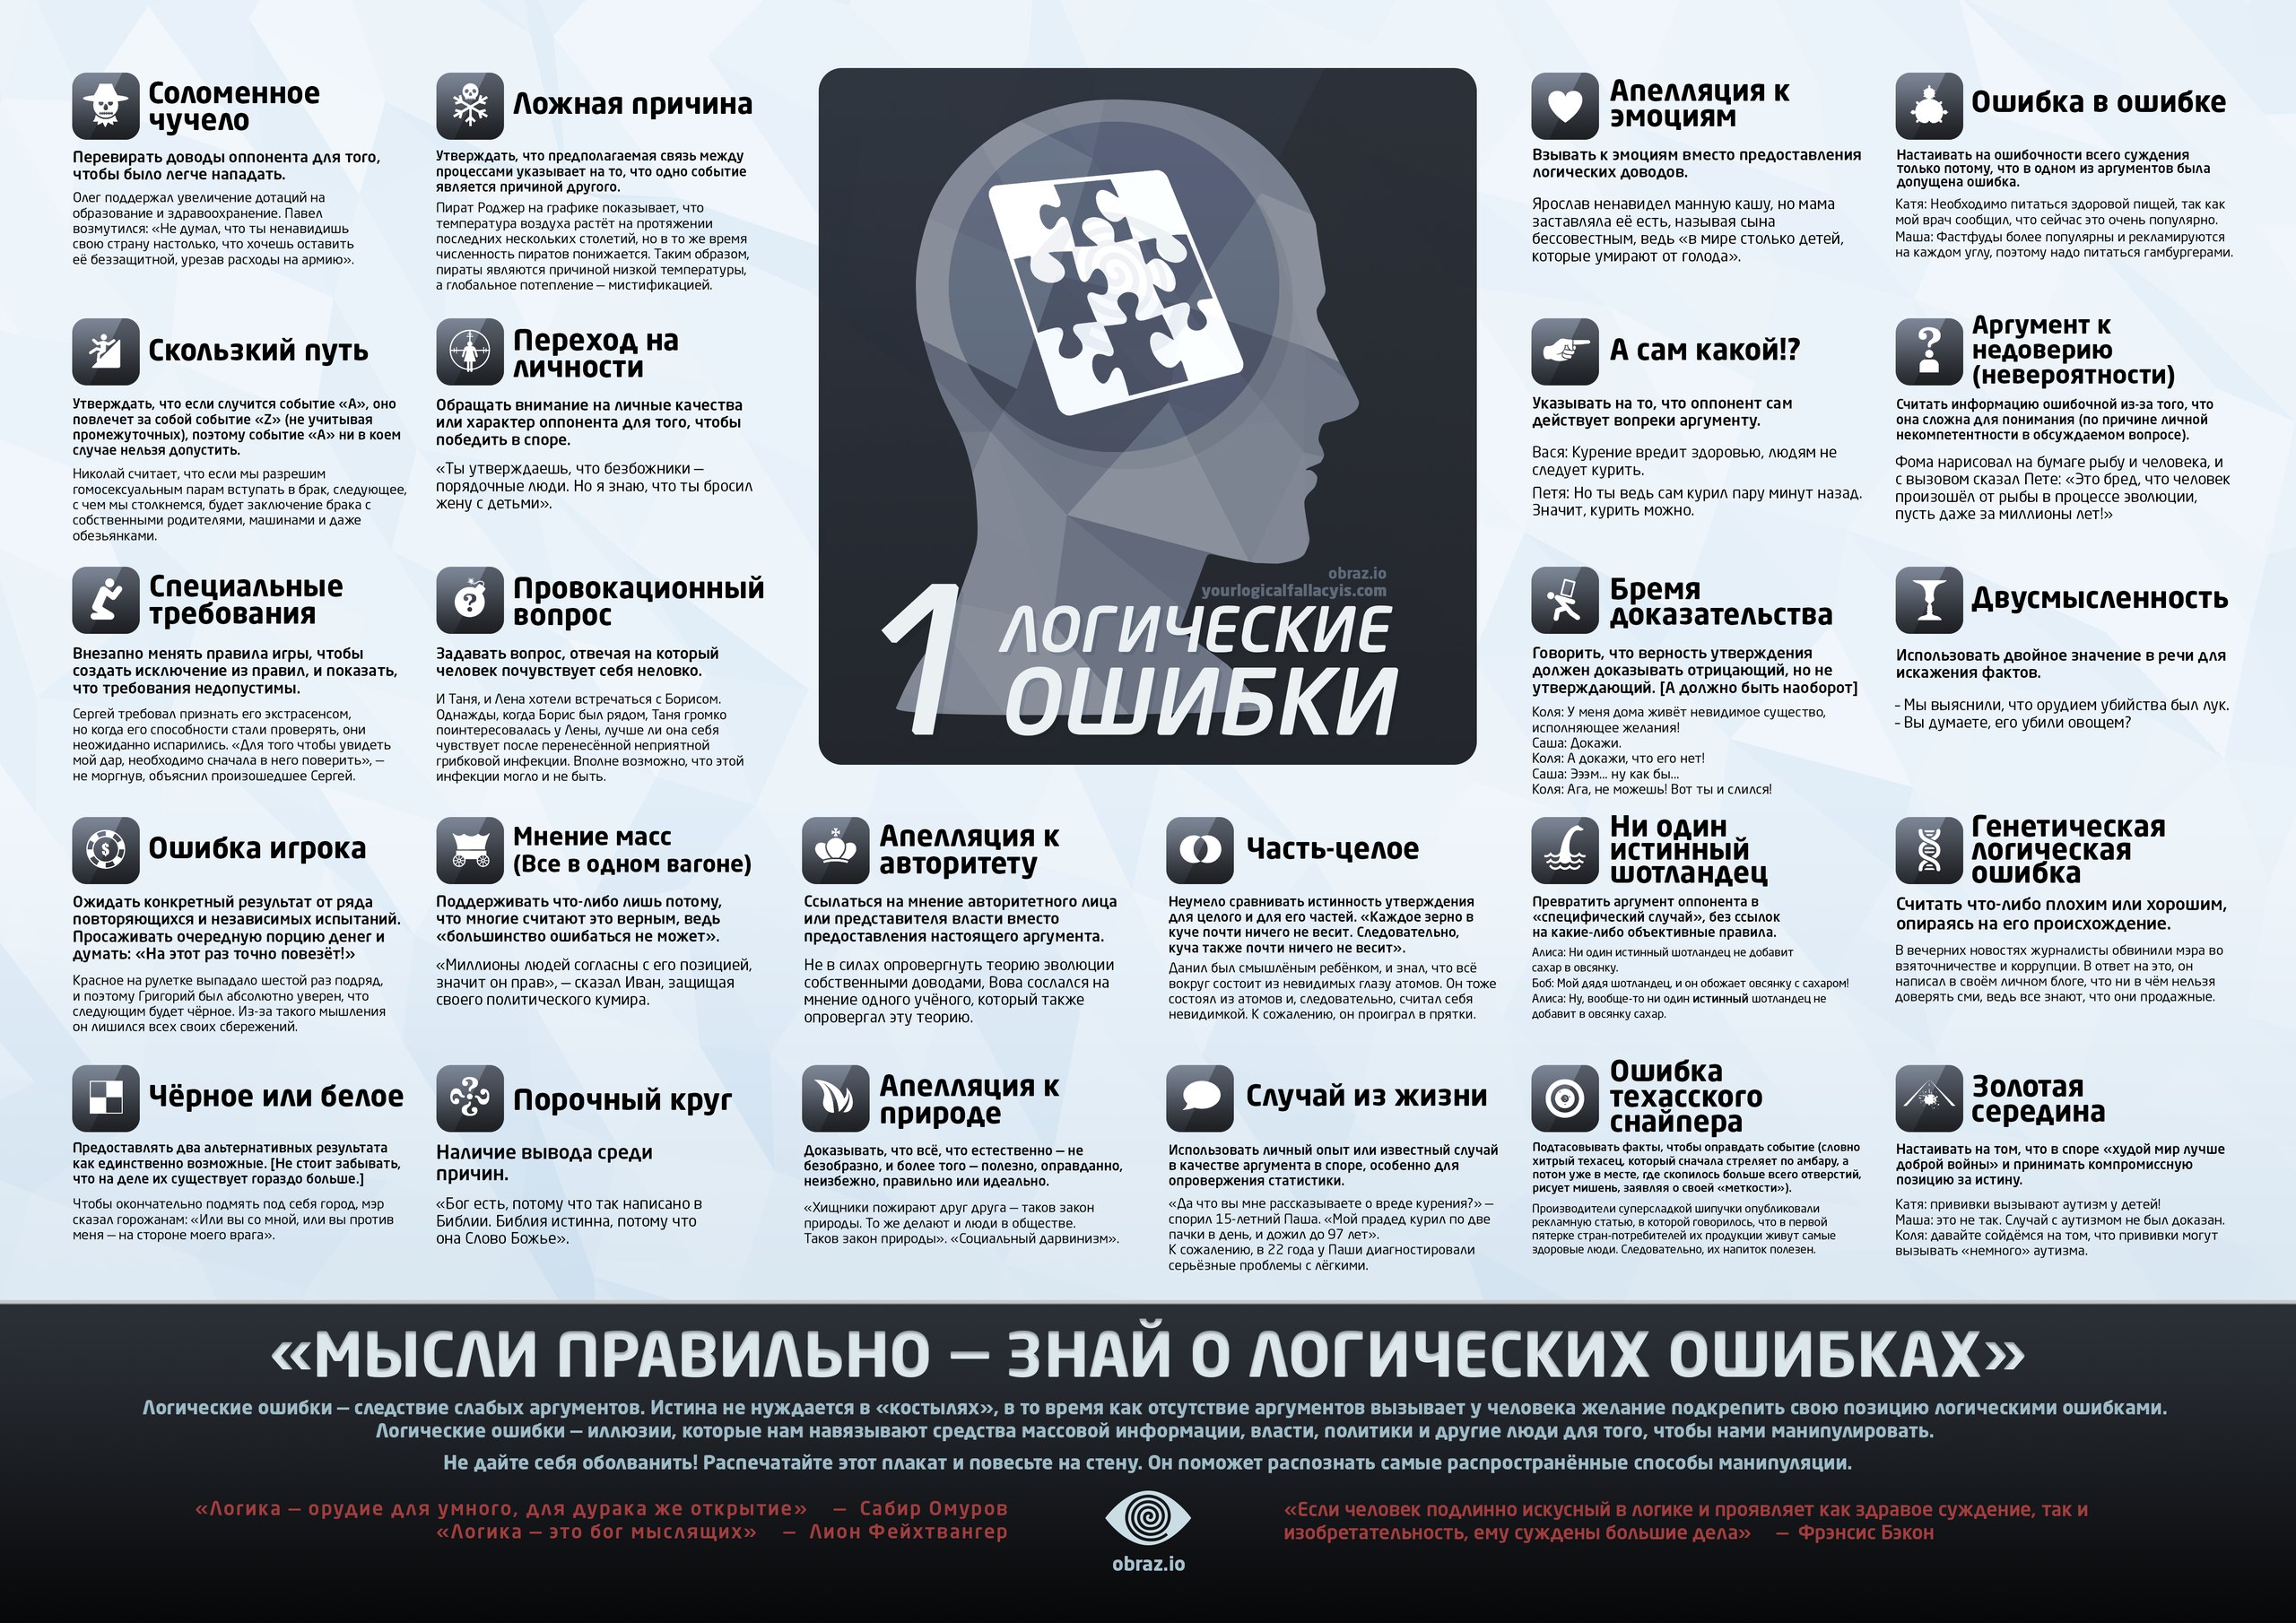 Соломенное
чучело
Перевирать доводы оппонента для того,
чтобы было легче нападать.
Олег поддержал увеличение дотаций на
образование и здравоохранение. Павел
возмутился: «Не думал, что ты ненавидишь
свою страну настолько, что хочешь оставить
её беззащитной, урезав расходы на армию».
Ложная причина
Утверждать, что предполагаемая связь между
процессами указывает на то, что одно событие
является причиной другого.
Пират Роджер на графике показывает, что
температура воздуха растёт на протяжении
последних нескольких столетий, но в то же время
численность пиратов понижается. Таким образом,
пираты являются причиной низкой температуры,
а глобальное потепление — мистификацией.
Апелляция к
эмоциям
Взывать к эмоциям вместо предоставления
логических доводов.
Ярослав ненавидел манную кашу, но мама
заставляла её есть, называя сына
бессовестным, ведь «в мире столько детей,
которые умирают от голода».
Ошибка в ошибке
Настаивать на ошибочности всего суждения
только потому, что в одном из аргументов была
допущена ошибка.
Катя: Необходимо питаться здоровой пищей, так как
мой врач сообщил, что сейчас это очень популярно.
Маша: Фастфуды более популярны и рекламируются
на каждом углу, поэтому надо питаться гамбургерами.
Скользкий путь
Утверждать, что если случится событие «А», оно
повлечет за собой событие «Z» (не учитывая
промежуточных), поэтому событие «А» ни в коем
случае нельзя допустить.
Николай считает, что если мы разрешим
гомосексуальным парам вступать в брак, следующее,
с чем мы столкнемся, будет заключение брака с
собственными родителями, машинами и даже
обезьянками.
Переход на
личности
Обращать внимание на личные качества
или характер оппонента для того, чтобы
победить в споре.
«Ты утверждаешь, что безбожники —
порядочные люди. Но я знаю, что ты бросил
жену с детьми».
А сам какой!?
Указывать на то, что оппонент сам
действует вопреки аргументу.
Вася: Курение вредит здоровью, людям не
следует курить.
Петя: Но ты ведь сам курил пару минут назад.
Значит, курить можно.
Аргумент к
недоверию
(невероятности)
Считать информацию ошибочной из-за того, что
она сложна для понимания (по причине личной
некомпетентности в обсуждаемом вопросе).
Фома нарисовал на бумаге рыбу и человека, и
с вызовом сказал Пете: «Это бред, что человек
произошёл от рыбы в процессе эволюции,
пусть даже за миллионы лет!»
Специальные
требования
Внезапно менять правила игры, чтобы
создать исключение из правил, и показать,
что требования недопустимы.
Сергей требовал признать его экстрасенсом,
но когда его способности стали проверять, они
неожиданно испарились. «Для того чтобы увидеть
мой дар, необходимо сначала в него поверить», —
не моргнув, объяснил произошедшее Сергей.
Провокационный
вопрос
Задавать вопрос, отвечая на который
человек почувствует себя неловко.
И Таня, и Лена хотели встречаться с Борисом.
Однажды, когда Борис был рядом, Таня громко
поинтересовалась у Лены, лучше ли она себя
чувствует после перенесённой неприятной
грибковой инфекции. Вполне возможно, что этой
инфекции могло и не быть.
obraz.io
yourlogicalfallacyis.com
1 ЛОГИЧЕСКИЕ
ОШИБКИ
Бремя
доказательства
Говорить, что верность утверждения
должен доказывать отрицающий, но не
утверждающий. [А должно быть наоборот]
Коля: У меня дома живёт невидимое существо,
исполняющее желания!
Саша: Докажи.
Коля: А докажи, что его нет!
Саша: Эээм... ну как бы...
Коля: Ага, не можешь! Вот ты и слился!
Двусмысленность
Использовать двойное значение в речи для
искажения фактов.
– Мы выяснили, что орудием убийства был лук.
– Вы думаете, его убили овощем?
Ошибка игрока
Ожидать конкретный результат от ряда
повторяющихся и независимых испытаний.
Просаживать очередную порцию денег и
думать: «На этот раз точно повезёт!»
Красное на рулетке выпадало шестой раз подряд,
и поэтому Григорий был абсолютно уверен, что
следующим будет чёрное. Из-за такого мышления
он лишился всех своих сбережений.
Мнение масс
(Все в одном вагоне)
Поддерживать что-либо лишь потому,
что многие считают это верным, ведь
«большинство ошибаться не может».
«Миллионы людей согласны с его позицией,
значит он прав», — сказал Иван, защищая
своего политического кумира.
Апелляция к
авторитету
Ссылаться на мнение авторитетного лица
или представителя власти вместо
предоставления настоящего аргумента.
Не в силах опровергнуть теорию эволюции
собственными доводами, Вова сослался на
мнение одного учёного, который также
опровергал эту теорию.
Часть-целое
Неумело сравнивать истинность утверждения
для целого и для его частей. «Каждое зерно в
куче почти ничего не весит. Следовательно,
куча также почти ничего не весит».
Данил был смышлёным ребёнком, и знал, что всё
вокруг состоит из невидимых глазу атомов. Он тоже
состоял из атомов и, следовательно, считал себя
невидимкой. К сожалению, он проиграл в прятки.
Ни один
истинный
шотландец
Превратить аргумент оппонента в
«специфический случай», без ссылок
на какие-либо объективные правила.
Алиса: Ни один истинный шотландец не добавит
сахар в овсянку.
Боб: Мой дядя шотландец, и он обожает овсянку с сахаром!
Алиса: Ну, вообще-то ни один истинный шотландец не
добавит в овсянку сахар.
Генетическая
логическая
ошибка
Считать что-либо плохим или хорошим,
опираясь на его происхождение.
В вечерних новостях журналисты обвинили мэра во
взяточничестве и коррупции. В ответ на это, он
написал в своём личном блоге, что ни в чём нельзя
доверять сми, ведь все знают, что они продажные.
Чёрное или белое
Предоставлять два альтернативных результата
как единственно возможные. [Не стоит забывать,
что на деле их существует гораздо больше.]
Чтобы окончательно подмять под себя город, мэр
сказал горожанам: «Или вы со мной, или вы против
меня — на стороне моего врага».
Порочный круг
Наличие вывода среди
причин.
«Бог есть, потому что так написано в
Библии. Библия истинна, потому что
она Слово Божье».
Апелляция к
природе
Доказывать, что всё, что естественно — не
безобразно, и более того — полезно, оправданно,
неизбежно, правильно или идеально.
«Хищники пожирают друг друга — таков закон
природы. То же делают и люди в обществе.
Таков закон природы». «Социальный дарвинизм».
Случай из жизни
Использовать личный опыт или известный случай
в качестве аргумента в споре, особенно для
опровержения статистики.
«Да что вы мне рассказываете о вреде курения?» —
спорил 15-летний Паша. «Мой прадед курил по две
пачки в день, и дожил до 97 лет».
К сожалению, в 22 года у Паши диагностировали
серьёзные проблемы с лёгкими.
Ошибка
техасского
снайпера
Подтасовывать факты, чтобы оправдать событие (словно
хитрый техасец, который сначала стреляет по амбару, а
потом уже в месте, где скопилось больше всего отверстий,
рисует мишень, заявляя о своей «меткости»).
Производители суперсладкой шипучки опубликовали
рекламную статью, в которой говорилось, что в первой
пятерке стран-потребителей их продукции живут самые
здоровые люди. Следовательно, их напиток полезен.
Золотая
середина
Настаивать на том, что в споре «худой мир лучше
доброй войны» и принимать компромиссную
позицию за истину.
Катя: прививки вызывают аутизм у детей!
Маша: это не так. Случай с аутизмом не был доказан.
Коля: давайте сойдёмся на том, что прививки могут
вызывать «немного» аутизма.
«МЫСЛИ ПРАВИЛЬНО — ЗНАЙ О ЛОГИЧЕСКИХ ОШИБКАХ»
Логические ошибки — следствие слабых аргументов. Истина не нуждается в «костылях», в то время как отсутствие аргументов вызывает у человека желание подкрепить свою позицию логическими ошибками.
Логические ошибки — иллюзии, которые нам навязывают средства массовой информации, власти, политики и другие люди для того, чтобы нами манипулировать.
Не дайте себя оболванить! Распечатайте этот плакат и повесьте на стену. Он поможет распознать самые распространённые способы манипуляции.
«Логика — орудие для умного, для дурака же открытие» — Сабир Омуров
«Логика — это бог мыслящих» — Лион Фейхтвангер
obraz.io
«Если человек подлинно искусный в логике и проявляет как здравое суждение, так и
изобретательность, ему суждены большие дела» — Фрэнсис Бэкон